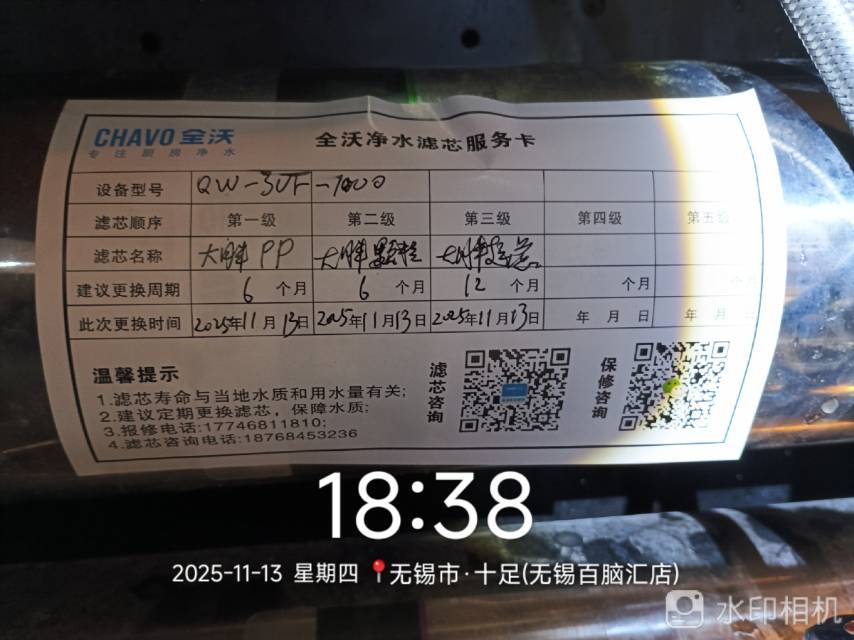 CHAVO 全沃
专注厨房净水
全沃净水滤芯服务卡
设备型号 QW-3UF-1000
滤芯顺序 第一级 第二级 第三级 第四级 第五级
滤芯名称 大胖PP 大胖颗粒 大胖
建议更换周期 6个月 6个月 12个月 个月 个月
此次更换时间 2025年11月13日 2025年11月13日 2025年11月13日 年 月 日 年 月 日
温馨提示
1.滤芯寿命与当地水质和用水量有关;
2.建议定期更换滤芯，保障水质;
3.报修电话:17746811810;
4.滤芯咨询电话:18768453236
滤芯咨询
保修咨询
18:38
2025-11-13 星期四 无锡市·十足(无锡百脑汇店)
水印相机